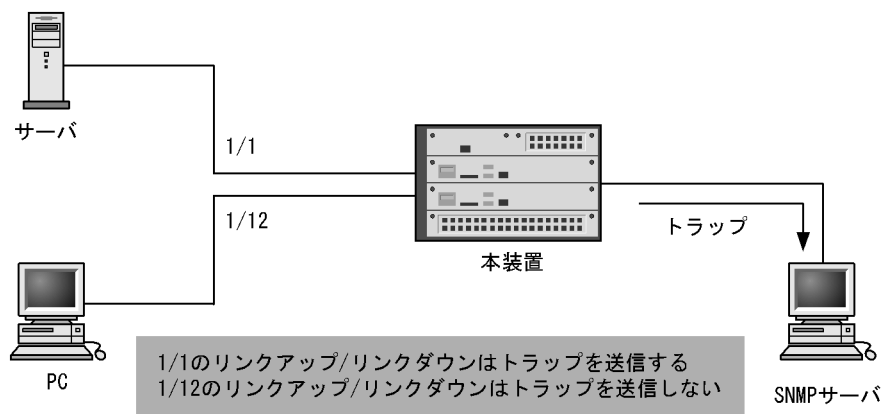 サーバ
1/1
1/12
本装置
トラップ
PC
SNMPサーバ
1/1のリンクアップ/リンクダウンはトラップを送信する
1/12のリンクアップ/リンクダウンはトラップを送信しない